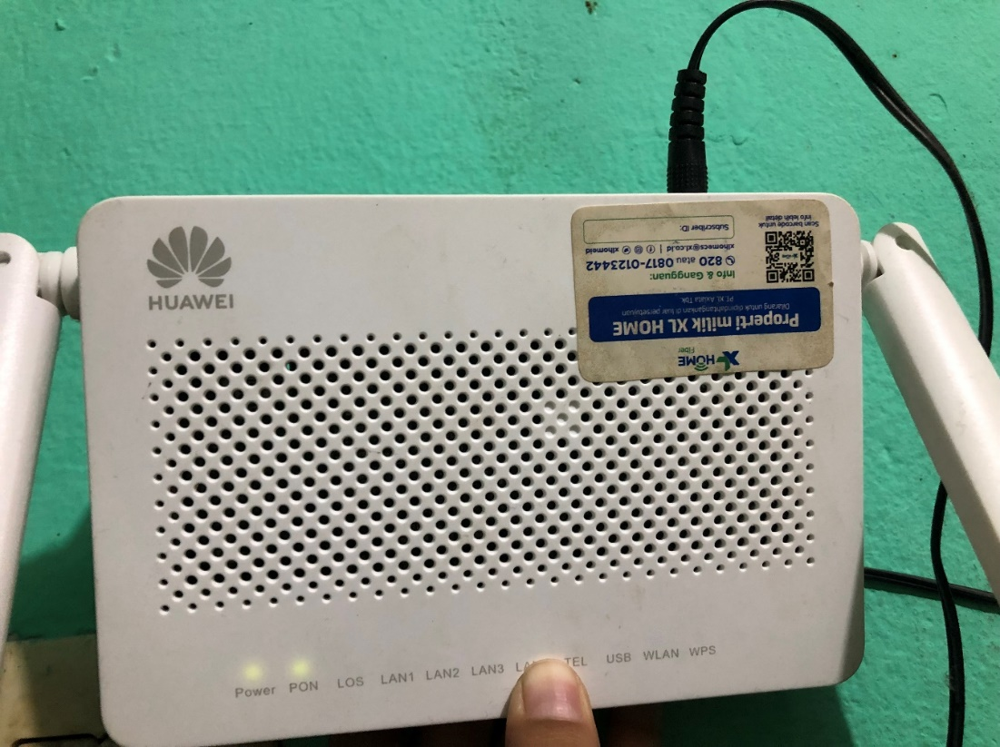 HUAWEI
XL HOME
Fiber
Properti milik XL HOME
Dilarang untuk dipindahtangankan di luar persetujuan
PT. XL Axiata Tbk.
Info & Gangguan:
820 atau 0817-0123442
xlhomecs@xl.co.id | xlhomeid
Subscriber ID:
Scan barcode untuk
info lebih detail
Power PON LOS LAN1 LAN2 LAN3 TEL USB WLAN WPS